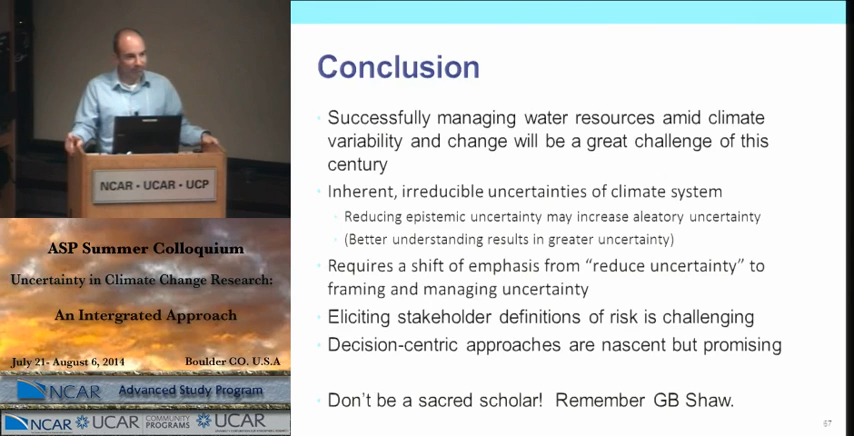 NCAR - UCAR - UCP
ASP Summer Colloquium
Uncertainty in Climate Change Research:
An Intergrated Approach
July 21- August 6, 2014 Boulder CO. U.S.A
NCAR Advanced Study Program
NCAR UCAR COMMUNITY PROGRAMS UCAR
Conclusion
Successfully managing water resources amid climate
variability and change will be a great challenge of this
century
Inherent, irreducible uncertainties of climate system
Reducing epistemic uncertainty may increase aleatory uncertainty
(Better understanding results in greater uncertainty)
Requires a shift of emphasis from “reduce uncertainty” to
framing and managing uncertainty
Eliciting stakeholder definitions of risk is challenging
Decision-centric approaches are nascent but promising
Don’t be a sacred scholar! Remember GB Shaw.
67